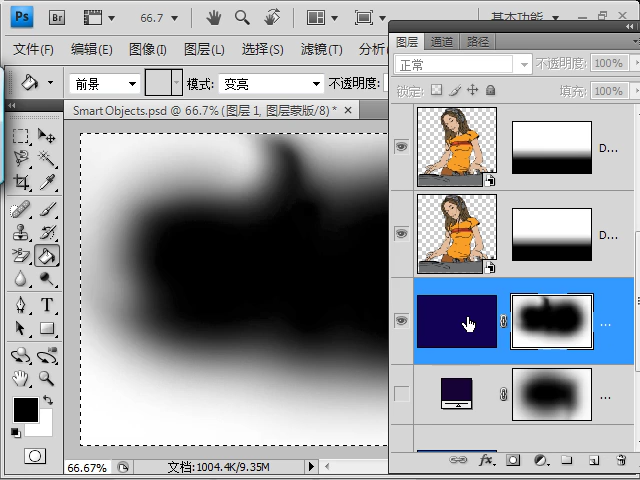 Ps Br 66.7 基本功能
文件(F) 编辑(E) 图像(I) 图层(L) 选择(S) 滤镜(T) 分析
图层 通道 路径
正常 不透明度: 100%
前景 模式: 变亮 不透明度:
锁定: 填充: 100%
SmartObjects.psd @ 66.7% (图层 1, 图层蒙版/8) * ×
D...
D...
...
...
T
66.67% 文档:1004.4K/9.35M
fx